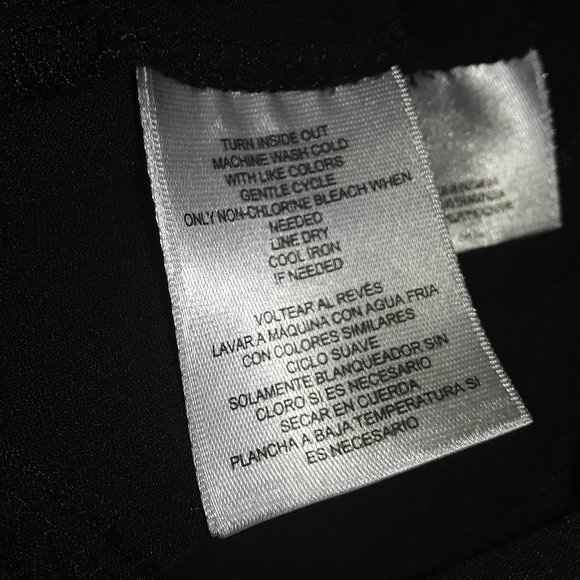 TURN INSIDE OUT
MACHINE WASH COLD
WITH LIKE COLORS
GENTLE CYCLE
ONLY NON-CHLORINE BLEACH WHEN
NEEDED
LINE DRY
COOL IRON
IF NEEDED
VOLTEAR AL REVÉS
LAVAR A MÁQUINA CON AGUA FRIA
CON COLORES SIMILARES
CICLO SUAVE
SOLAMENTE BLANQUEADOR SIN
CLORO SI ES NECESARIO
SECAR EN CUERDA
PLANCHA A BAJA TEMPERATURA SI
ES NECESARIO